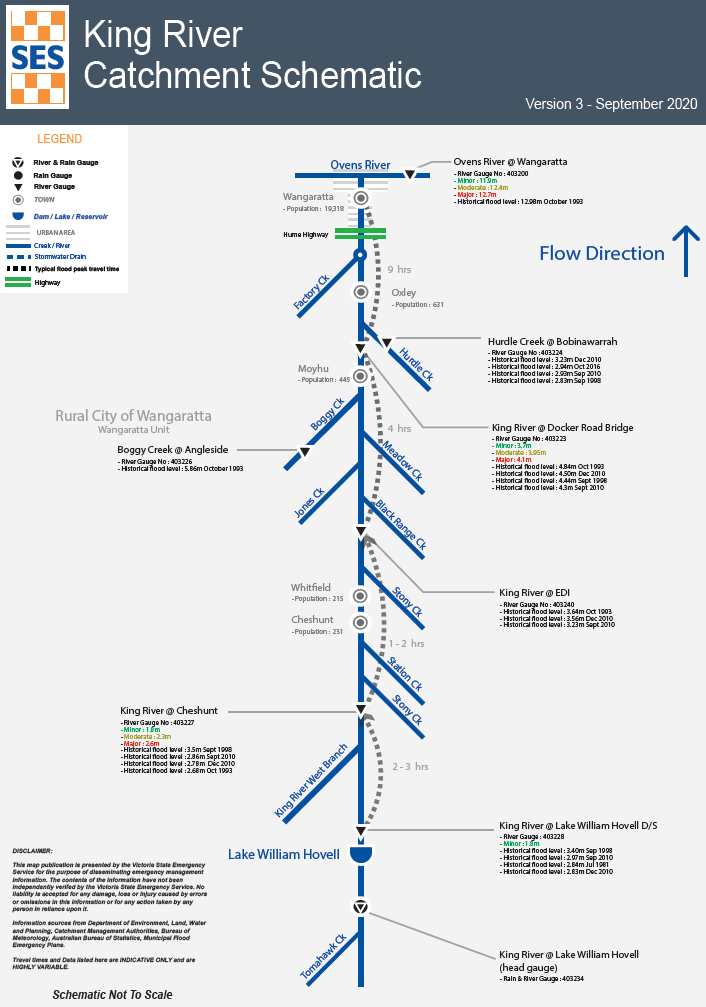 SES
King River
Catchment Schematic
Version 3 - September 2020
LEGEND
River & Rain Gauge
Rain Gauge
River Gauge
TOWN
Dam / Lake / Reservoir
URBAN AREA
Creek / River
Stormwater Drain
Typical flood peak travel time
Highway
Ovens River
Ovens River @ Wangaratta
- River Gauge No : 403200
- Minor : 11.9m
- Moderate : 12.4m
- Major : 12.7m
- Historical flood level : 12.98m October 1993
Wangaratta
- Population : 19,318
Hume Highway
Flow Direction
9 hrs
Factory Ck
Oxley
- Population : 631
Hurdle Creek @ Bobinawarrah
- River Gauge No : 403224
- Historical flood level : 3.23m Dec 2010
- Historical flood level : 2.94m Oct 2016
- Historical flood level : 2.93m Sep 2010
- Historical flood level : 2.83m Sep 1998
Hurdle Ck
Moyhu
- Population : 445
Rural City of Wangaratta
Wangaratta Unit
Boggy Ck
4 hrs
King River @ Docker Road Bridge
- River Gauge No : 403223
- Minor : 3.7m
- Moderate : 3.95m
- Major : 4.1m
- Historical flood level : 4.84m Oct 1993
- Historical flood level : 4.50m Dec 2010
- Historical flood level : 4.44m Sept 1998
- Historical flood level : 4.3m Sept 2010
Boggy Creek @ Angleside
- River Gauge No : 403226
- Historical flood level : 5.86m October 1993
Meadow Ck
Jones Ck
Black Range Ck
Whitfield
- Population : 215
Stony Ck
King River @ EDI
- River Gauge No : 403240
- Historical flood level : 3.64m Oct 1993
- Historical flood level : 3.56m Dec 2010
- Historical flood level : 3.23m Sept 2010
Cheshunt
- Population : 231
1 - 2 hrs
Station Ck
Stony Ck
King River @ Cheshunt
- River Gauge No : 403227
- Minor : 1.8m
- Moderate : 2.3m
- Major : 2.6m
- Historical flood level : 3.5m Sept 1998
- Historical flood level : 2.86m Sept 2010
- Historical flood level : 2.78m Dec 2010
- Historical flood level : 2.68m Oct 1993
King River West Branch
2 - 3 hrs
King River @ Lake William Hovell D/S
- River Gauge : 403228
- Minor : 1.8m
- Historical flood level : 3.40m Sep 1998
- Historical flood level : 2.97m Sep 2010
- Historical flood level : 2.84m Jul 1981
- Historical flood level : 2.83m Dec 2010
Lake William Hovell
King River @ Lake William Hovell
(head gauge)
- Rain & River Gauge : 403234
Tomahawk Ck
DISCLAIMER:
This map publication is presented by the Victoria State Emergency
Service for the purpose of disseminating emergency management
information. The contents of the information have not been
independently verified by the Victoria State Emergency Service. No
liability is accepted for any damage, loss or injury caused by errors
or omissions in this information or for any action taken by any
person in reliance upon it.
Information sources from Department of Environment, Land, Water
and Planning, Catchment Management Authorities, Bureau of
Meteorology, Australian Bureau of Statistics, Municipal Flood
Emergency Plans.
Travel times and Data listed here are INDICATIVE ONLY and are
HIGHLY VARIABLE.
Schematic Not To Scale